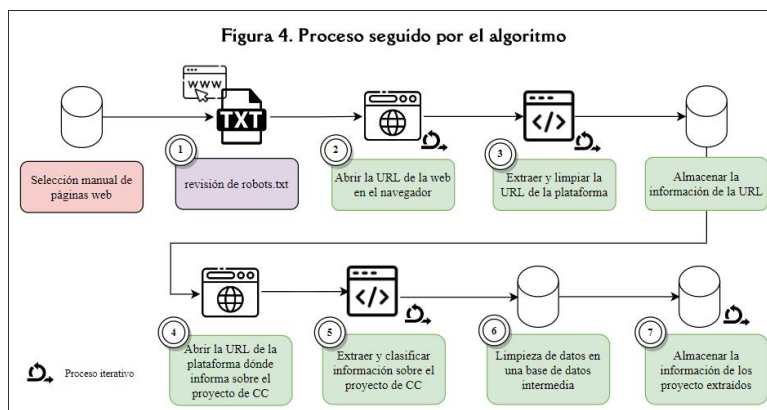 Figura 4. Proceso seguido por el algoritmo
WWW
TXT
</>
1
2
3
Selección manual de
páginas web
revisión de robots.txt
Abrir la URL de la web
en el navegador
Extraer y limpiar la
URL de la plataforma
Almacenar la
información de la URL
</>
4
5
6
7
Abrir la URL de la
plataforma dónde
informa sobre el
proyecto de CC
Extraer y clasificar
información sobre el
proyecto de CC
Limpieza de datos en
una base de datos
intermedia
Almacenar la
información de los
proyecto extraídos
Proceso iterativo